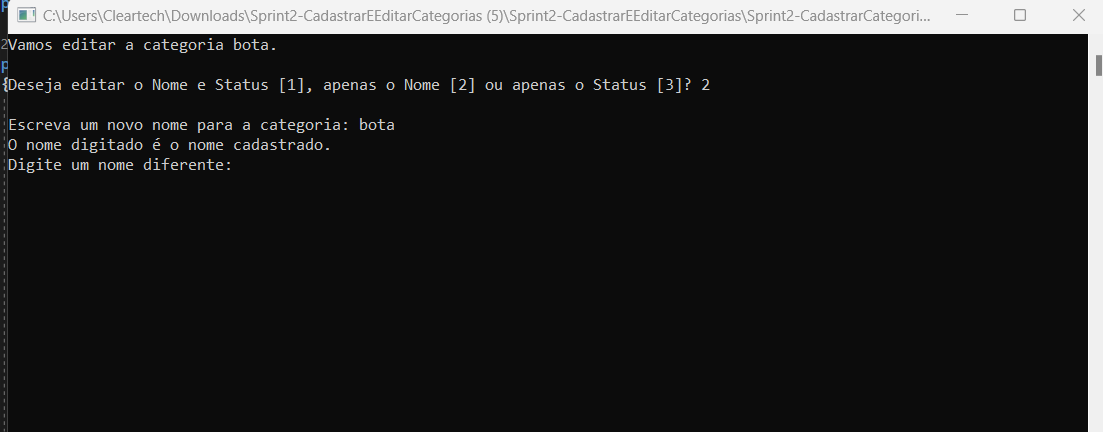 C:\Users\Cleartech\Downloads\Sprint2-CadastrarEEditarCategorias (5)\Sprint2-CadastrarEEditarCategorias\Sprint2-CadastrarCategori...
Vamos editar a categoria bota.
Deseja editar o Nome e Status [1], apenas o Nome [2] ou apenas o Status [3]? 2
Escreva um novo nome para a categoria: bota
O nome digitado é o nome cadastrado.
Digite um nome diferente: